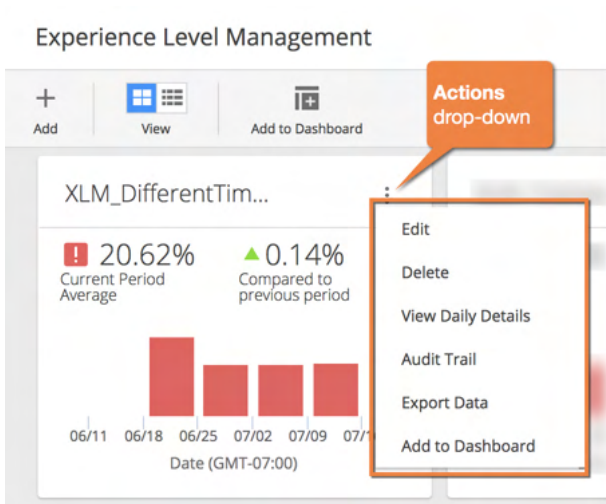 Experience Level Management
Actions
drop-down
Add
View
Add to Dashboard
XLM_DifferentTim...
20.62%
Current Period
Average
0.14%
Compared to
previous period
06/11 06/18 06/25 07/02 07/09
Date (GMT-07:00)
Edit
Delete
View Daily Details
Audit Trail
Export Data
Add to Dashboard